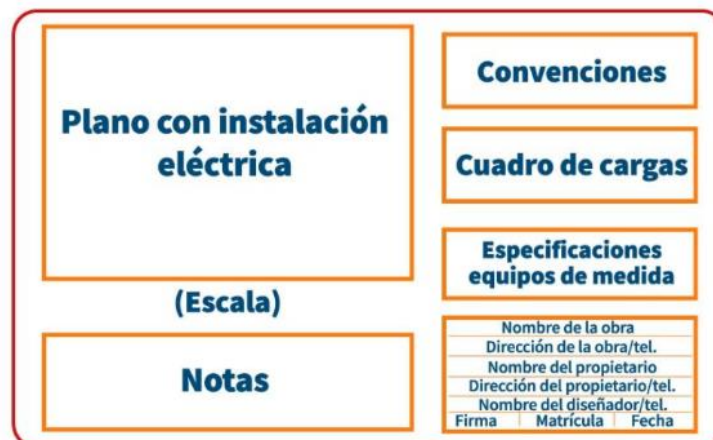 Plano con instalación
eléctrica
(Escala)
Notas
Convenciones
Cuadro de cargas
Especificaciones
equipos de medida
Nombre de la obra
Dirección de la obra/tel.
Nombre del propietario
Dirección del propietario/tel.
Nombre del diseñador/tel.
Firma Matrícula Fecha